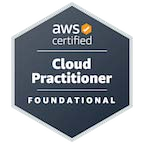 aws
certified
Cloud
Practitioner
FOUNDATIONAL